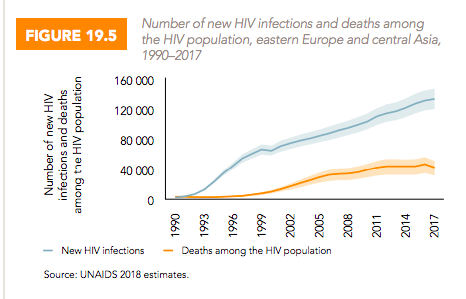 FIGURE 19.5
Number of new HIV infections and deaths among
the HIV population, eastern Europe and central Asia,
1990–2017
Number of new HIV
infections and deaths
among the HIV population
160 000
120 000
80 000
40 000
0
1990
1993
1996
1999
2002
2005
2008
2011
2014
2017
New HIV infections
Deaths among the HIV population
Source: UNAIDS 2018 estimates.